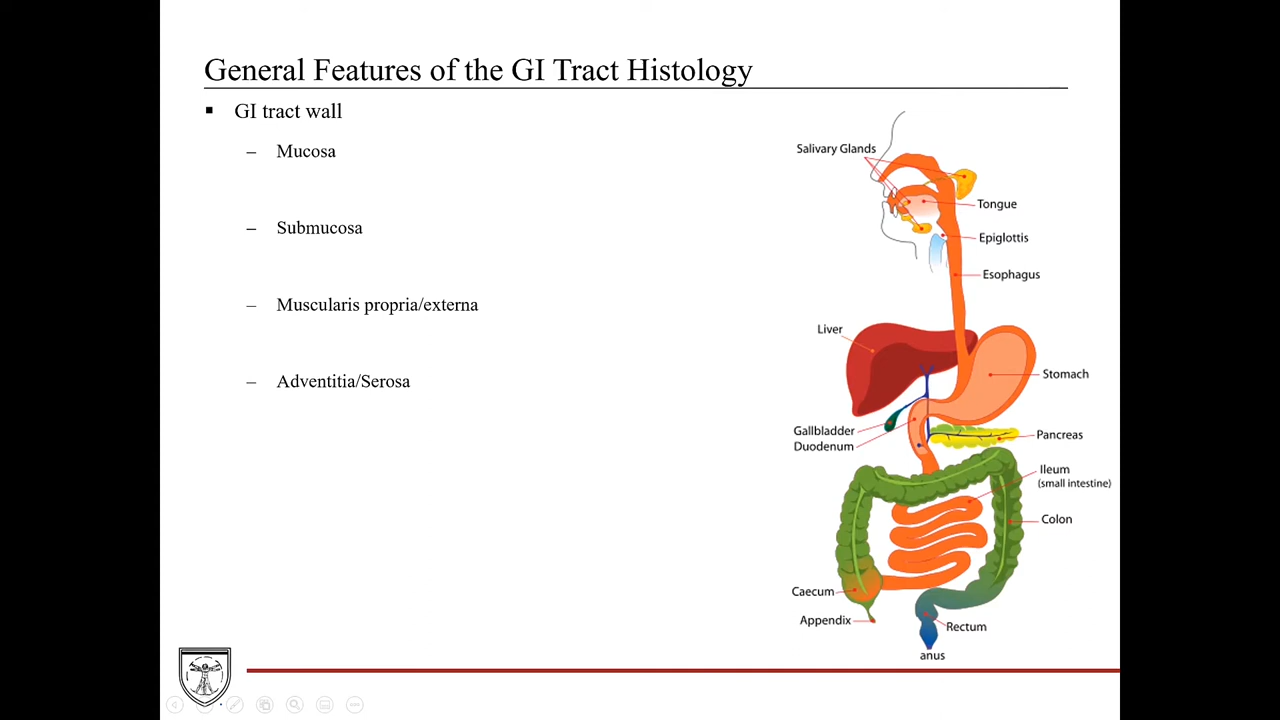 General Features of the GI Tract Histology
▪ GI tract wall
– Mucosa
– Submucosa
– Muscularis propria/externa
– Adventitia/Serosa
Salivary Glands
Tongue
Epiglottis
Esophagus
Liver
Stomach
Gallbladder
Duodenum
Pancreas
Ileum
(small intestine)
Colon
Caecum
Appendix
Rectum
anus